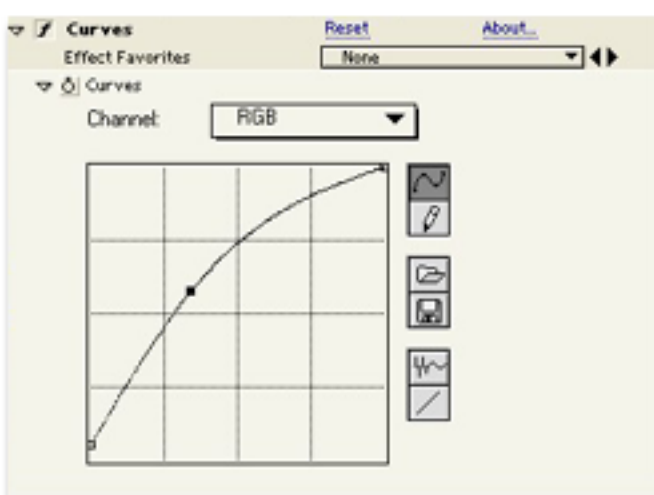 Curves Reset About...
Effect Favorites None
Curves
Channel: RGB